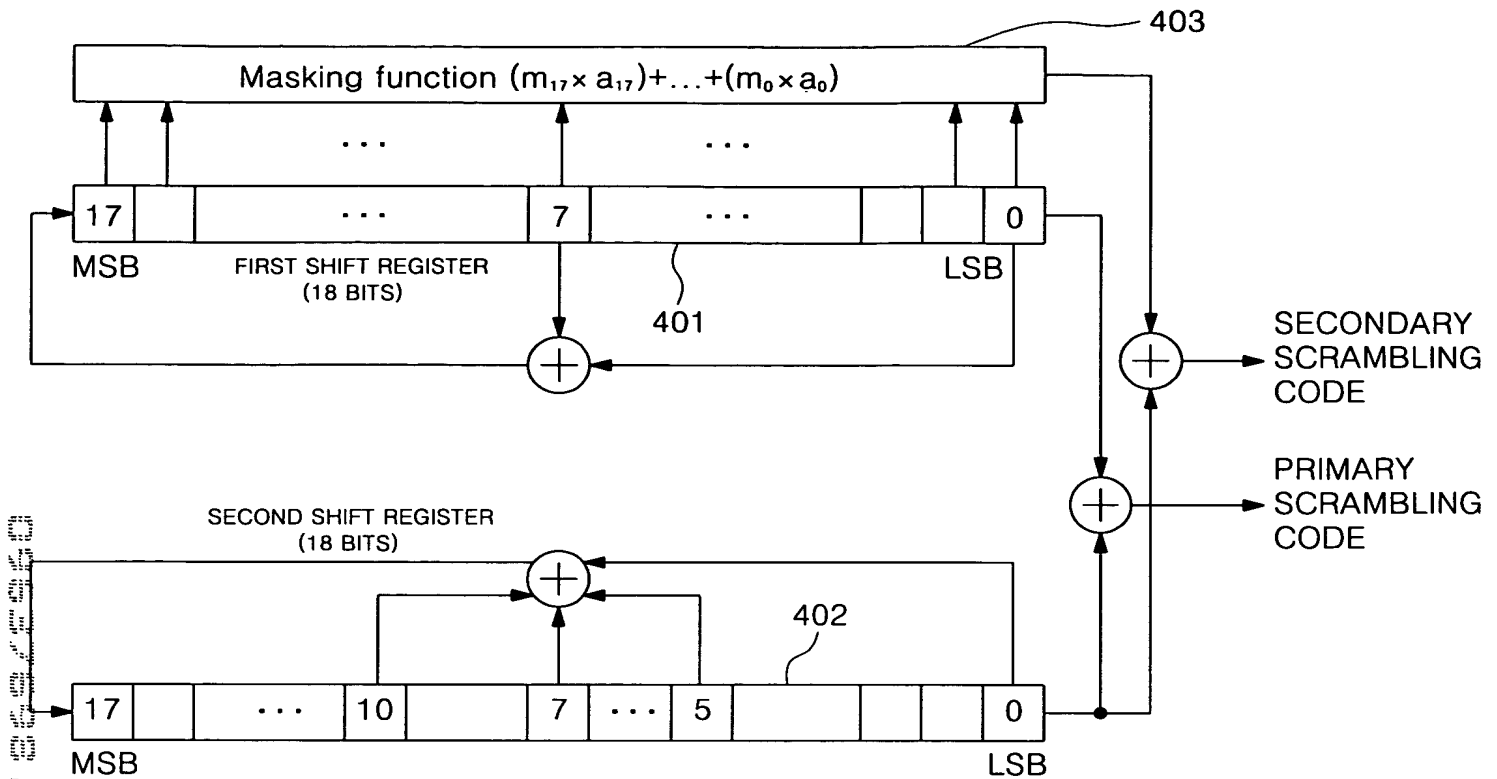 403
Masking function (m₁₇× a₁₇)+...+(m₀× a₀)
... ...
17 ... 7 ... 0
MSB
FIRST SHIFT REGISTER
(18 BITS)
LSB
401
+
+
SECONDARY
SCRAMBLING
CODE
+
PRIMARY
SCRAMBLING
CODE
SECOND SHIFT REGISTER
(18 BITS)
+
402
17 ... 10 7 ... 5 0
MSB
LSB